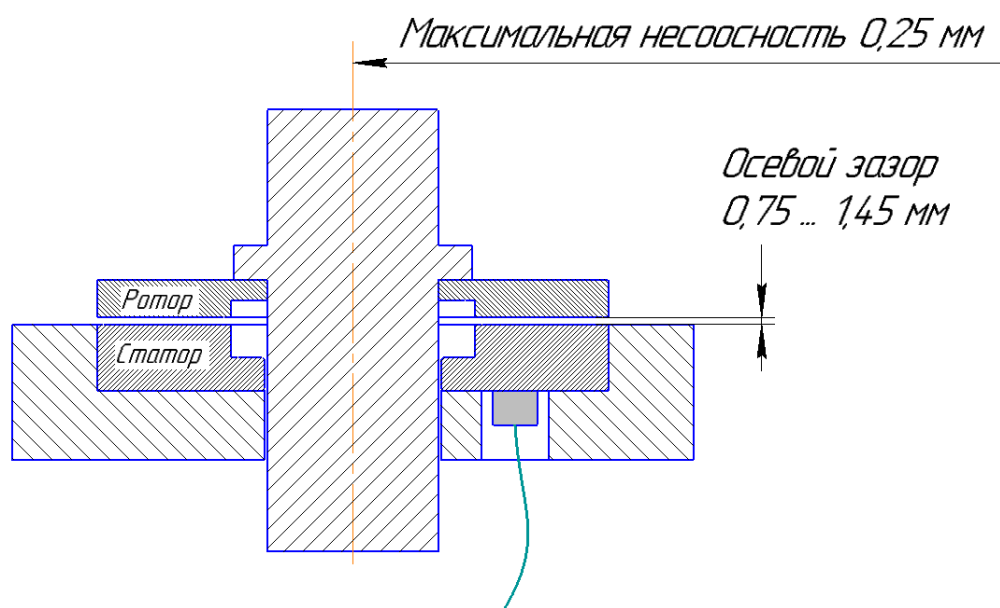 Максимальная несоосность 0,25 мм
Осевой зазор
0,75 ... 1,45 мм
Ротор
Статор